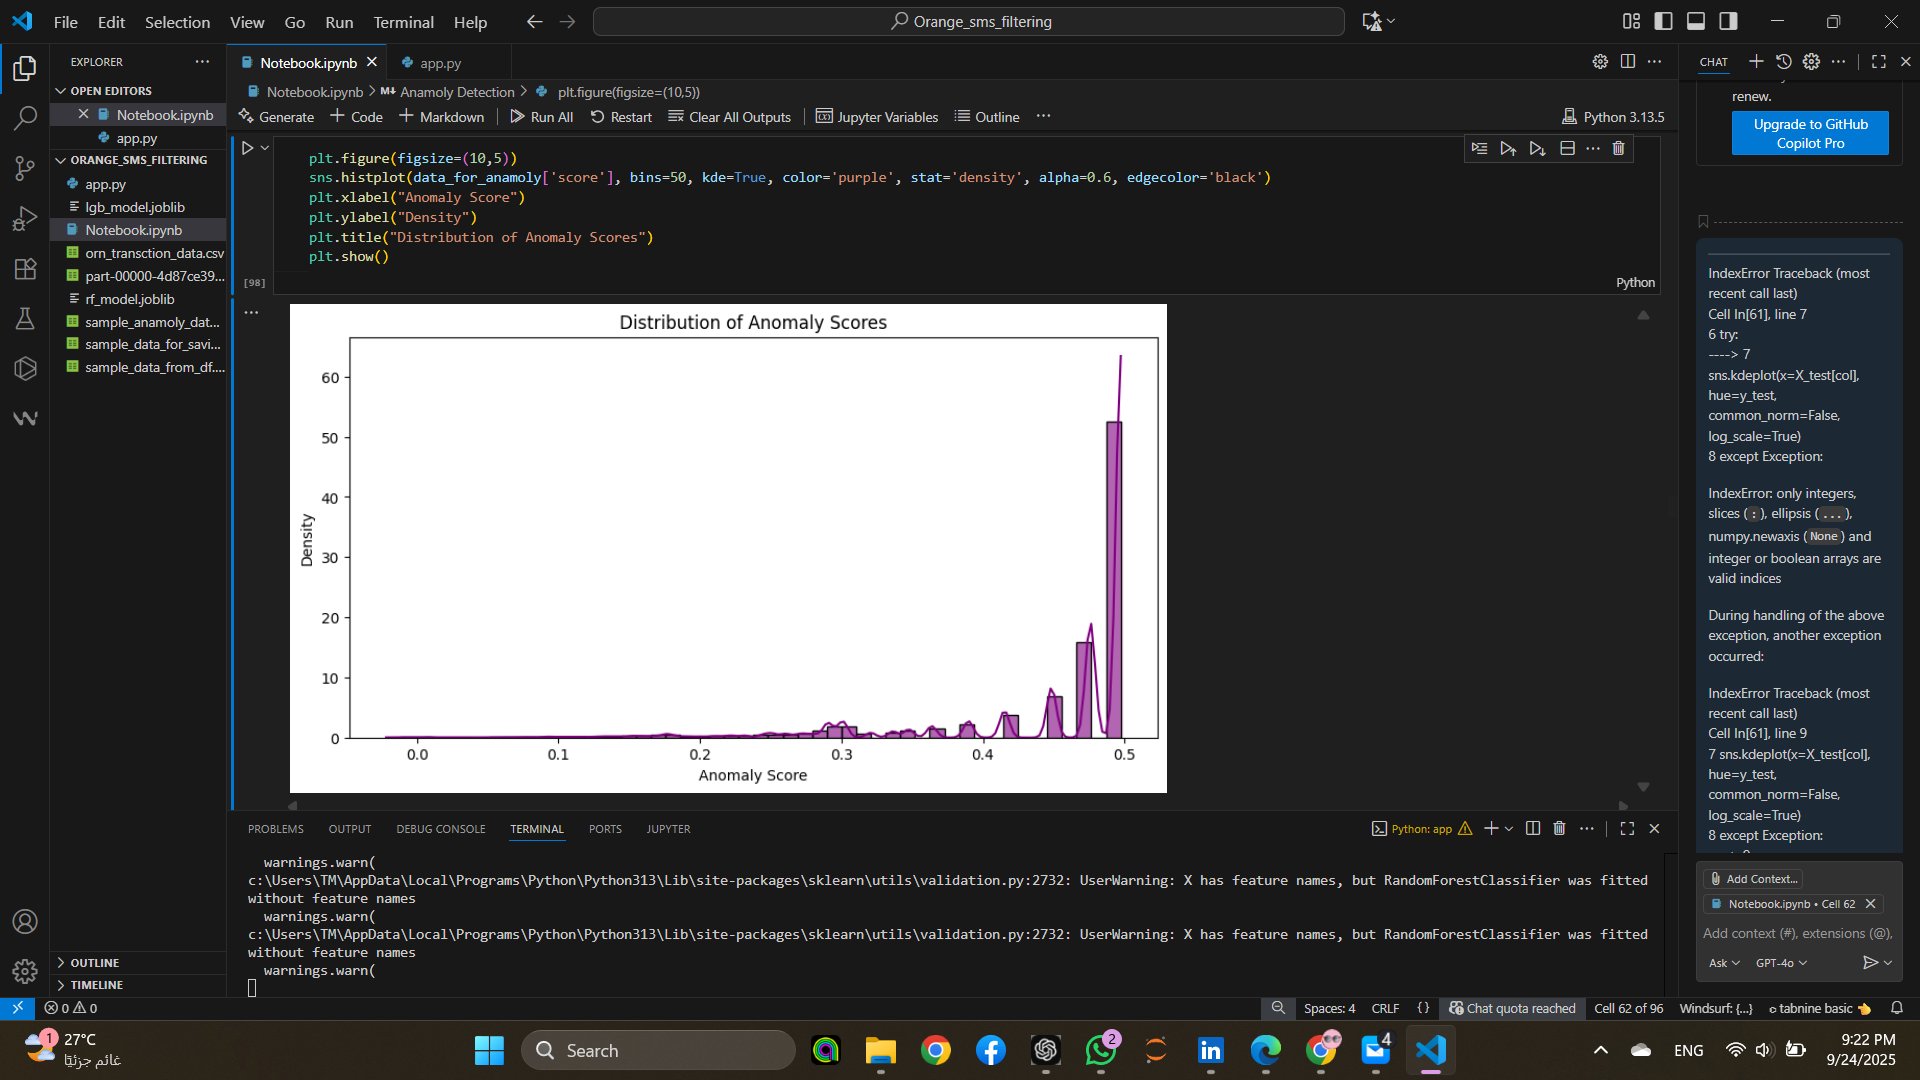 File Edit Selection View Go Run Terminal Help
Orange_sms_filtering
EXPLORER
OPEN EDITORS
Notebook.ipynb
app.py
ORANGE_SMS_FILTERING
app.py
lgb_model.joblib
Notebook.ipynb
orn_transction_data.csv
part-00000-4d87ce39...
rf_model.joblib
sample_anamoly_dat...
sample_data_for_savi...
sample_data_from_df....
OUTLINE
TIMELINE
Notebook.ipynb app.py
Notebook.ipynb > M↓ Anamoly Detection > plt.figure(figsize=(10,5))
Generate + Code + Markdown Run All Restart Clear All Outputs Jupyter Variables Outline ... Python 3.13.5
plt.figure(figsize=(10,5))
sns.histplot(data_for_anamoly['score'], bins=50, kde=True, color='purple', stat='density', alpha=0.6, edgecolor='black')
plt.xlabel("Anomaly Score")
plt.ylabel("Density")
plt.title("Distribution of Anomaly Scores")
plt.show()
[98]
Python
Distribution of Anomaly Scores
60
50
40
30
20
10
0
Density
0.0 0.1 0.2 0.3 0.4 0.5
Anomaly Score
PROBLEMS OUTPUT DEBUG CONSOLE TERMINAL PORTS JUPYTER
Python: app
warnings.warn(
c:\Users\TM\AppData\Local\Programs\Python\Python313\Lib\site-packages\sklearn\utils\validation.py:2732: UserWarning: X has feature names, but RandomForestClassifier was fitted
without feature names
warnings.warn(
c:\Users\TM\AppData\Local\Programs\Python\Python313\Lib\site-packages\sklearn\utils\validation.py:2732: UserWarning: X has feature names, but RandomForestClassifier was fitted
without feature names
warnings.warn(
CHAT
renew.
Upgrade to GitHub
Copilot Pro
IndexError Traceback (most
recent call last)
Cell In[61], line 7
6 try:
----> 7
sns.kdeplot(x=X_test[col],
hue=y_test,
common_norm=False,
log_scale=True)
8 except Exception:
IndexError: only integers,
slices (:), ellipsis (...),
numpy.newaxis (None) and
integer or boolean arrays are
valid indices
During handling of the above
exception, another exception
occurred:
IndexError Traceback (most
recent call last)
Cell In[61], line 9
7 sns.kdeplot(x=X_test[col],
hue=y_test,
common_norm=False,
log_scale=True)
8 except Exception:
Add Context...
Notebook.ipynb • Cell 62
Add context (#), extensions (@),
Ask GPT-4o
0 0 Spaces: 4 CRLF {} Chat quota reached Cell 62 of 96 Windsurf: {...} tabnine basic
1 27°C
غائم جزئيًا
Search
2
4
ENG
9:22 PM
9/24/2025